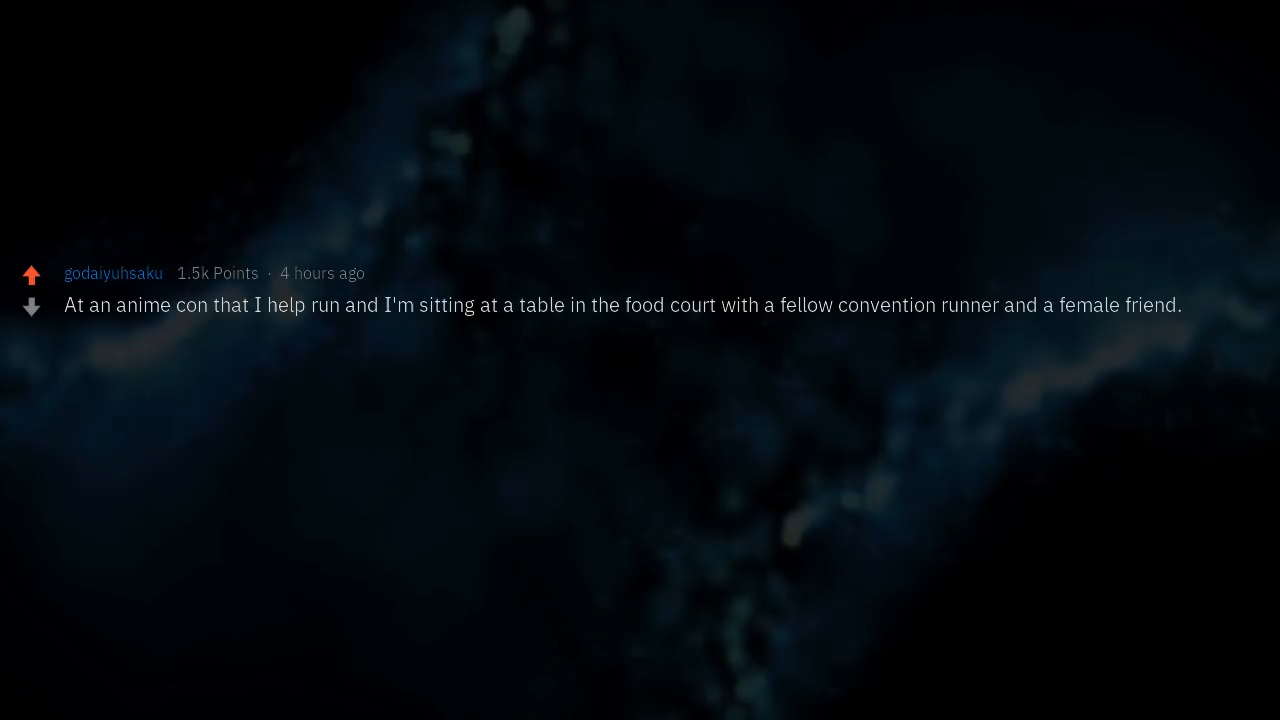 godaiyuhsaku 1.5k Points · 4 hours ago
At an anime con that I help run and I'm sitting at a table in the food court with a fellow convention runner and a female friend.